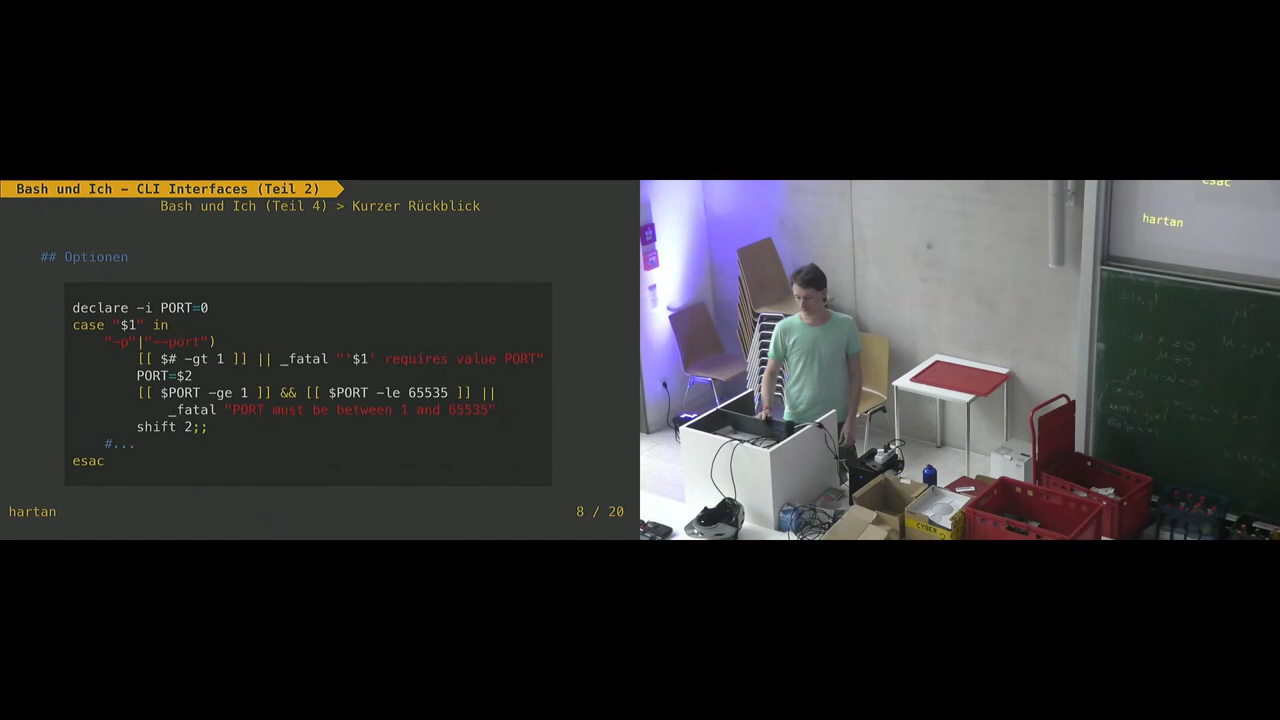 Bash und Ich - CLI Interfaces (Teil 2)
Bash und Ich (Teil 4) > Kurzer Rückblick
## Optionen
declare -i PORT=0
case "$1" in
"-p"|"--port")
[[ $# -gt 1 ]] || _fatal "'$1' requires value PORT"
PORT=$2
[[ $PORT -ge 1 ]] && [[ $PORT -le 65535 ]] ||
_fatal "PORT must be between 1 and 65535"
shift 2;;
#...
esac
hartan
8 / 20
esac
hartan
CYBER